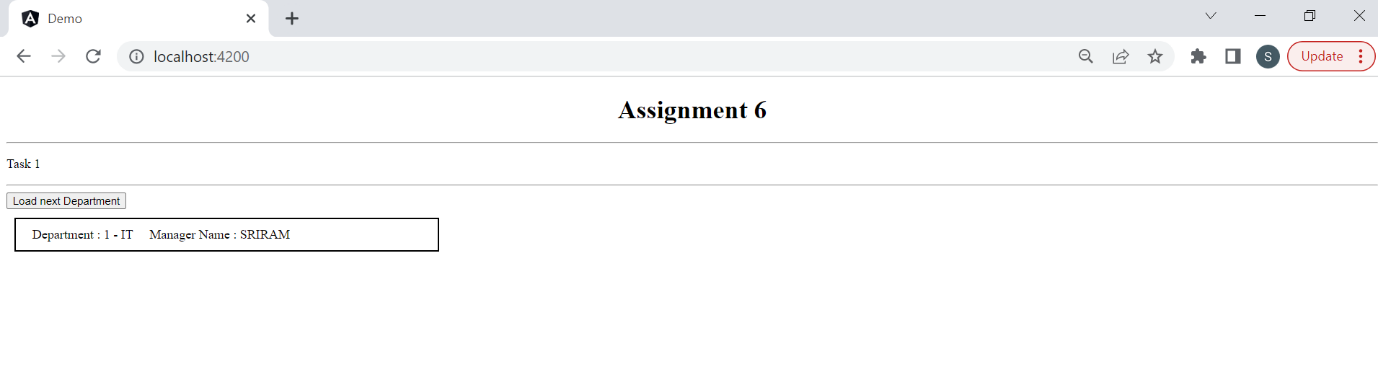 Demo
localhost:4200
S
Update
Assignment 6
Task 1
Load next Department
Department : 1 - IT Manager Name : SRIRAM